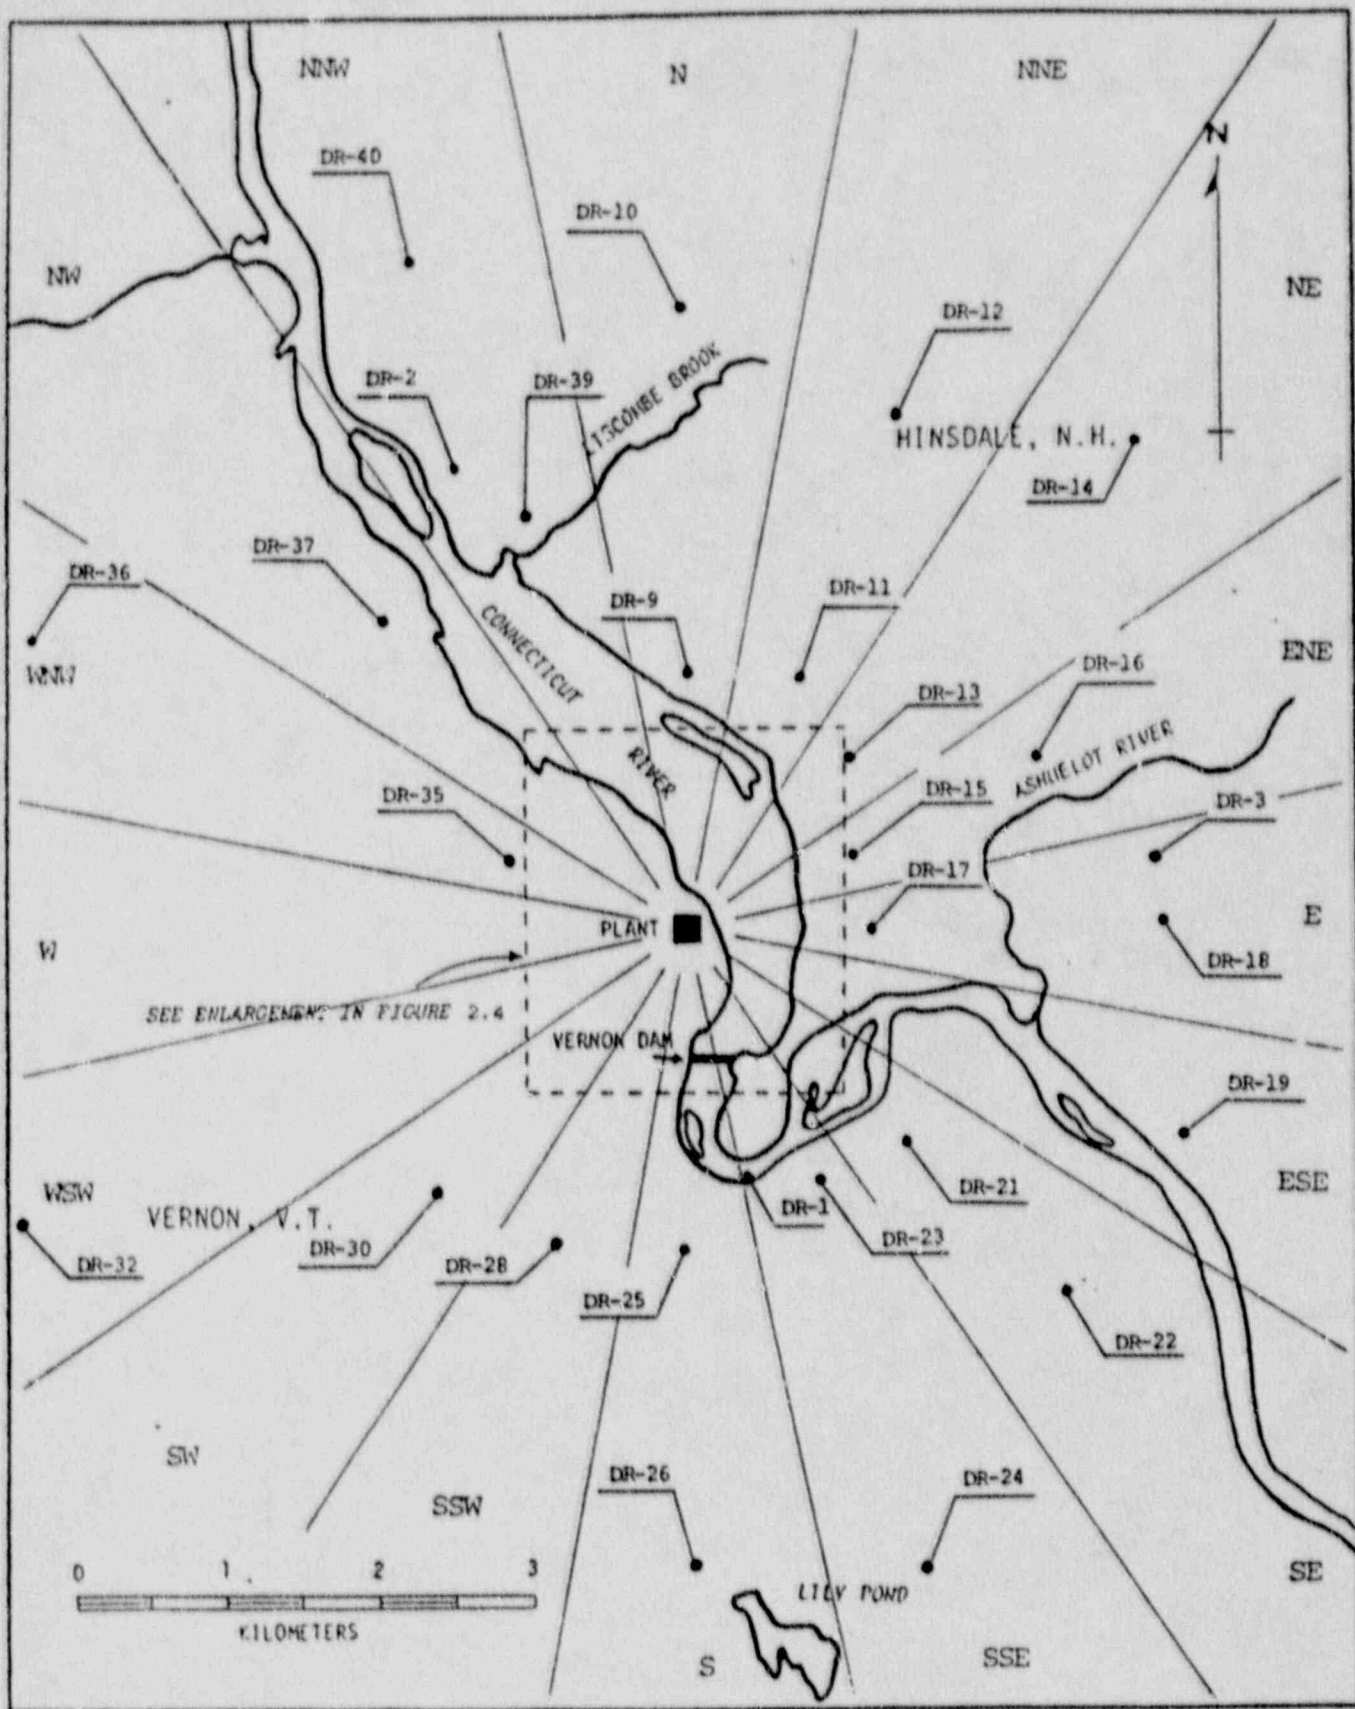 NNW
N
NNE
N
DR-40
DR-10
NW
NE
DR-12
DR-2
DR-39
LISCOMBE BROOK
HINSDALE, N.H.
DR-14
DR-37
DR-36
DR-9
DR-11
CONNECTICUT
RIVER
WNW
ENE
DR-16
DR-13
ASHUELOT RIVER
DR-35
DR-15
DR-3
DR-17
PLANT
E
W
DR-18
SEE ENLARGEMENT IN FIGURE 2.4
VERNON DAM
DR-19
WSW
ESE
DR-21
VERNON, V.T.
DR-1
DR-23
DR-30
DR-32
DR-28
DR-25
DR-22
SW
DR-26
DR-24
SSW
0 1 2 3
KILOMETERS
LILY POND
SE
S
SSE